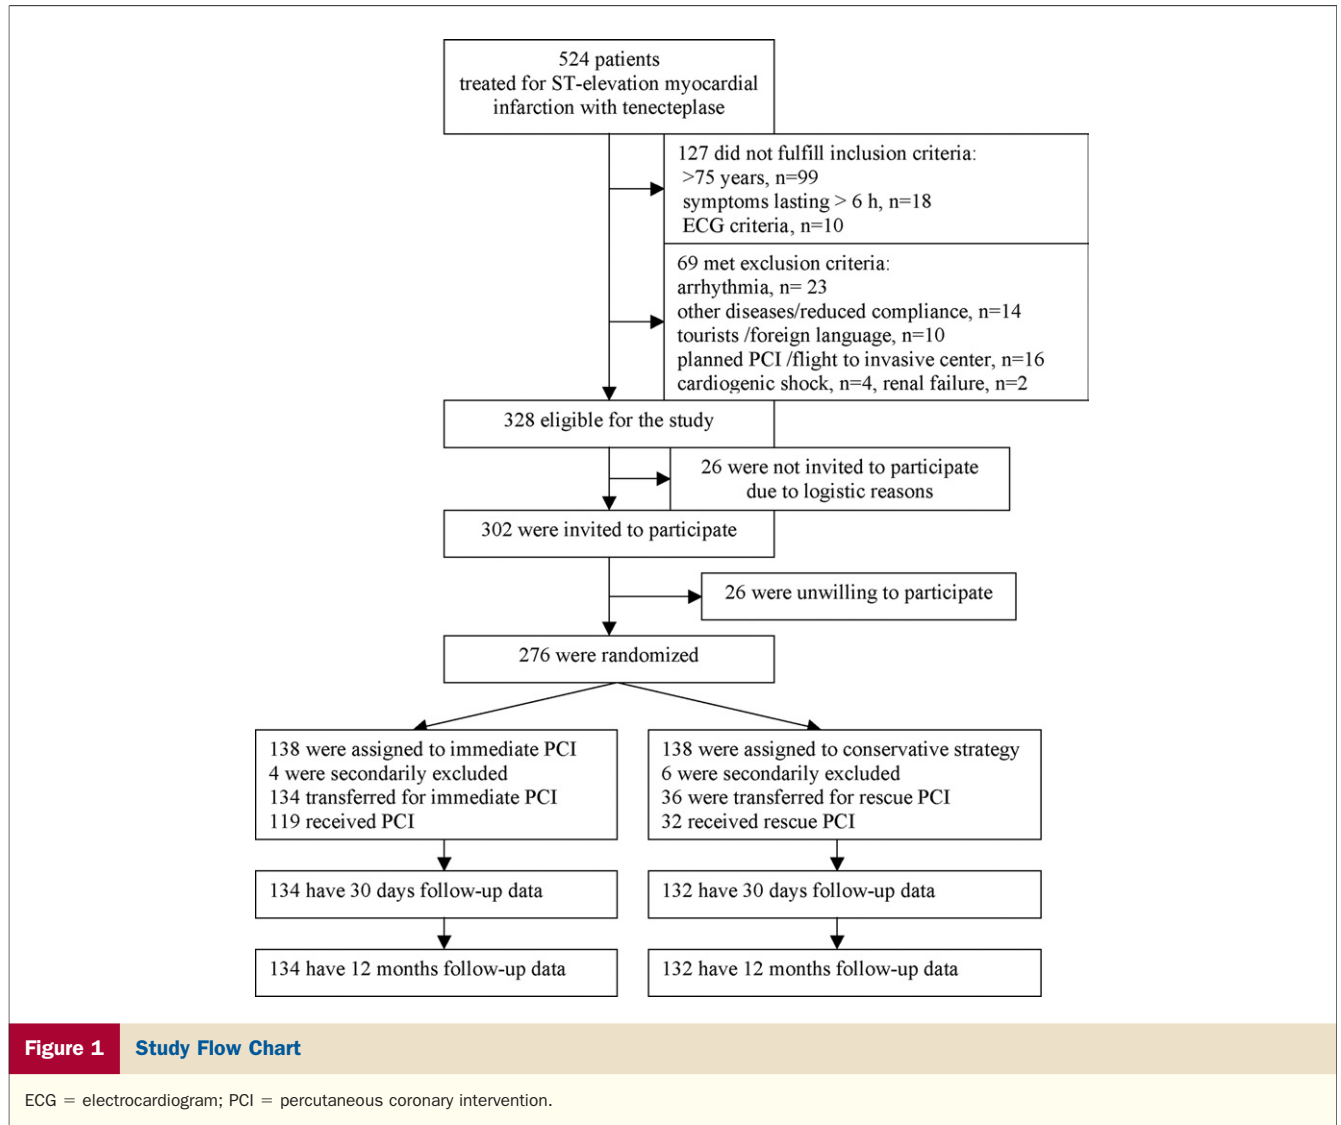 524 patients
treated for ST-elevation myocardial
infarction with tenecteplase
127 did not fulfill inclusion criteria:
>75 years, n=99
symptoms lasting > 6 h, n=18
ECG criteria, n=10
69 met exclusion criteria:
arrhythmia, n= 23
other diseases/reduced compliance, n=14
tourists /foreign language, n=10
planned PCI /flight to invasive center, n=16
cardiogenic shock, n=4, renal failure, n=2
328 eligible for the study
26 were not invited to participate
due to logistic reasons
302 were invited to participate
26 were unwilling to participate
276 were randomized
138 were assigned to immediate PCI
4 were secondarily excluded
134 transferred for immediate PCI
119 received PCI
138 were assigned to conservative strategy
6 were secondarily excluded
36 were transferred for rescue PCI
32 received rescue PCI
134 have 30 days follow-up data
132 have 30 days follow-up data
134 have 12 months follow-up data
132 have 12 months follow-up data
Figure 1 Study Flow Chart
ECG = electrocardiogram; PCI = percutaneous coronary intervention.